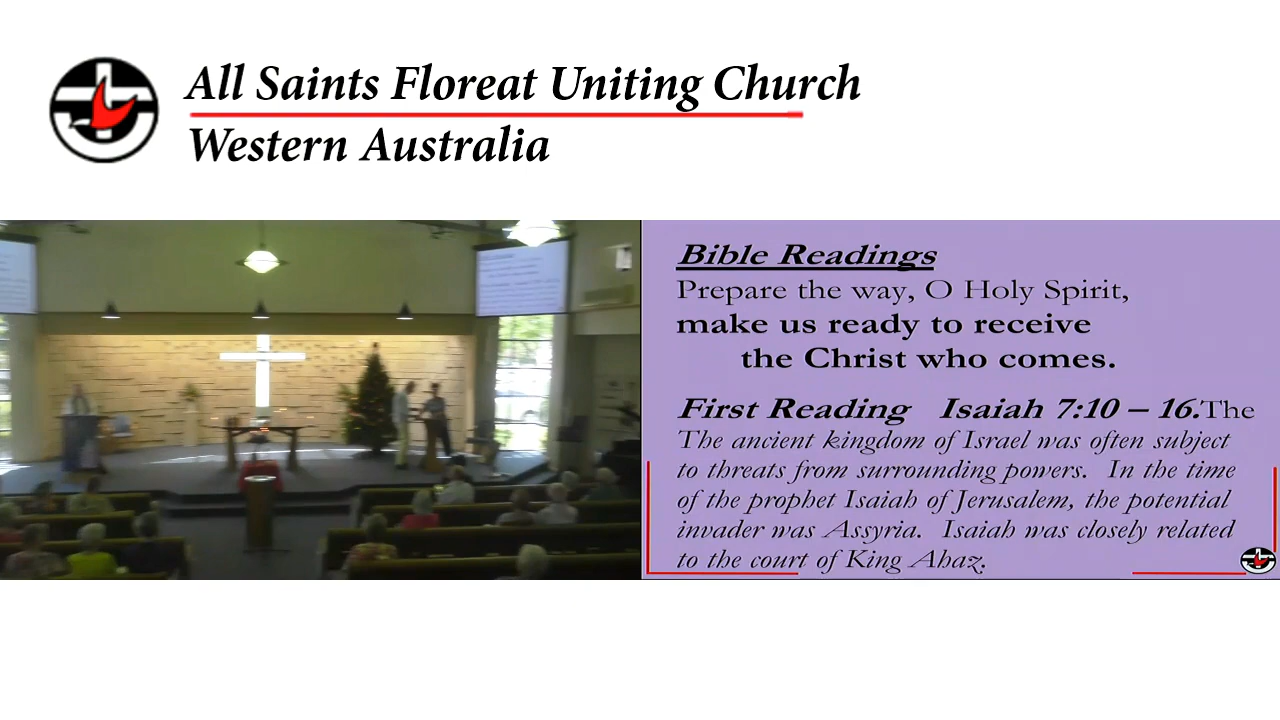 All Saints Floreat Uniting Church
Western Australia
Bible Readings
Prepare the way, O Holy Spirit,
make us ready to receive
the Christ who comes.
First Reading Isaiah 7:10 – 16.The
The ancient kingdom of Israel was often subject
to threats from surrounding powers. In the time
of the prophet Isaiah of Jerusalem, the potential
invader was Assyria. Isaiah was closely related
to the court of King Ahaz.